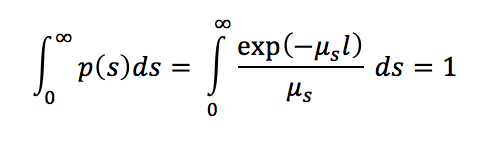 ∫₀^∞ p(s)ds = ∫₀^∞ exp(−μₛl)/μₛ ds = 1